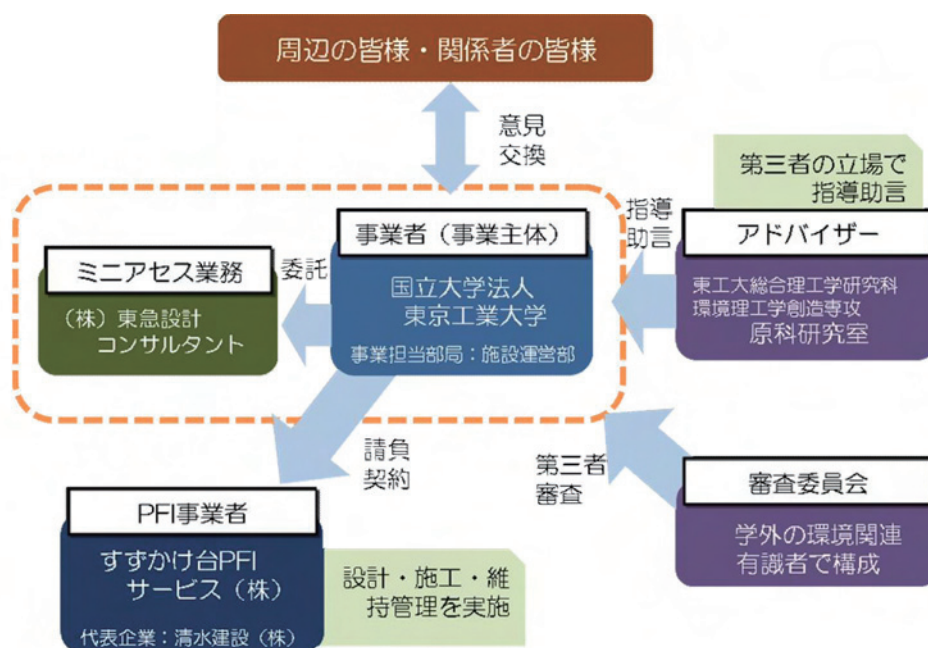 周辺の皆様・関係者の皆様
意見
交換
第三者の立場で
指導助言
事業者（事業主体）
国立大学法人
東京工業大学
事業担当部局：施設運営部
指導
助言
アドバイザー
東工大総合理工学研究科
環境理工学創造専攻
原科研究室
ミニアセス業務
（株）東急設計
コンサルタント
委託
請負
契約
第三者
審査
審査委員会
学外の環境関連
有識者で構成
PFI事業者
すずかけ台PFI
サービス（株）
代表企業：清水建設（株）
設計・施工・維
持管理を実施